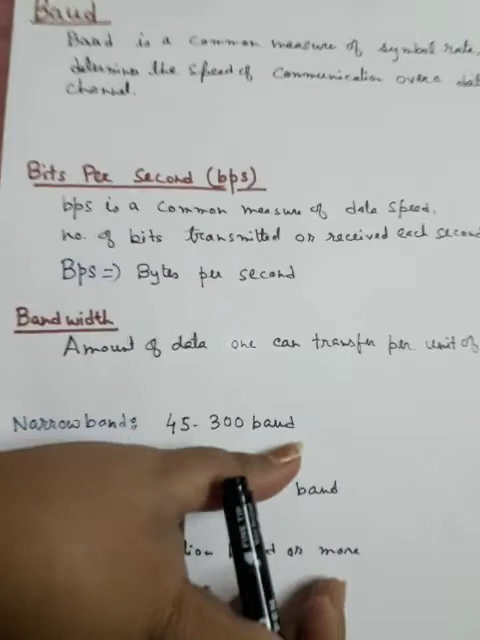 Baud
Baud is a common measure of symbol rate,
determine the speed of communication over a dat
channel.
Bits Per Second (bps)
bps is a common measure of data speed.
no. of bits transmitted or received each second
Bps => Bytes per second
Bandwidth
Amount of data one can transfer per unit of
Narrowband: 45-300 baud
band
or more